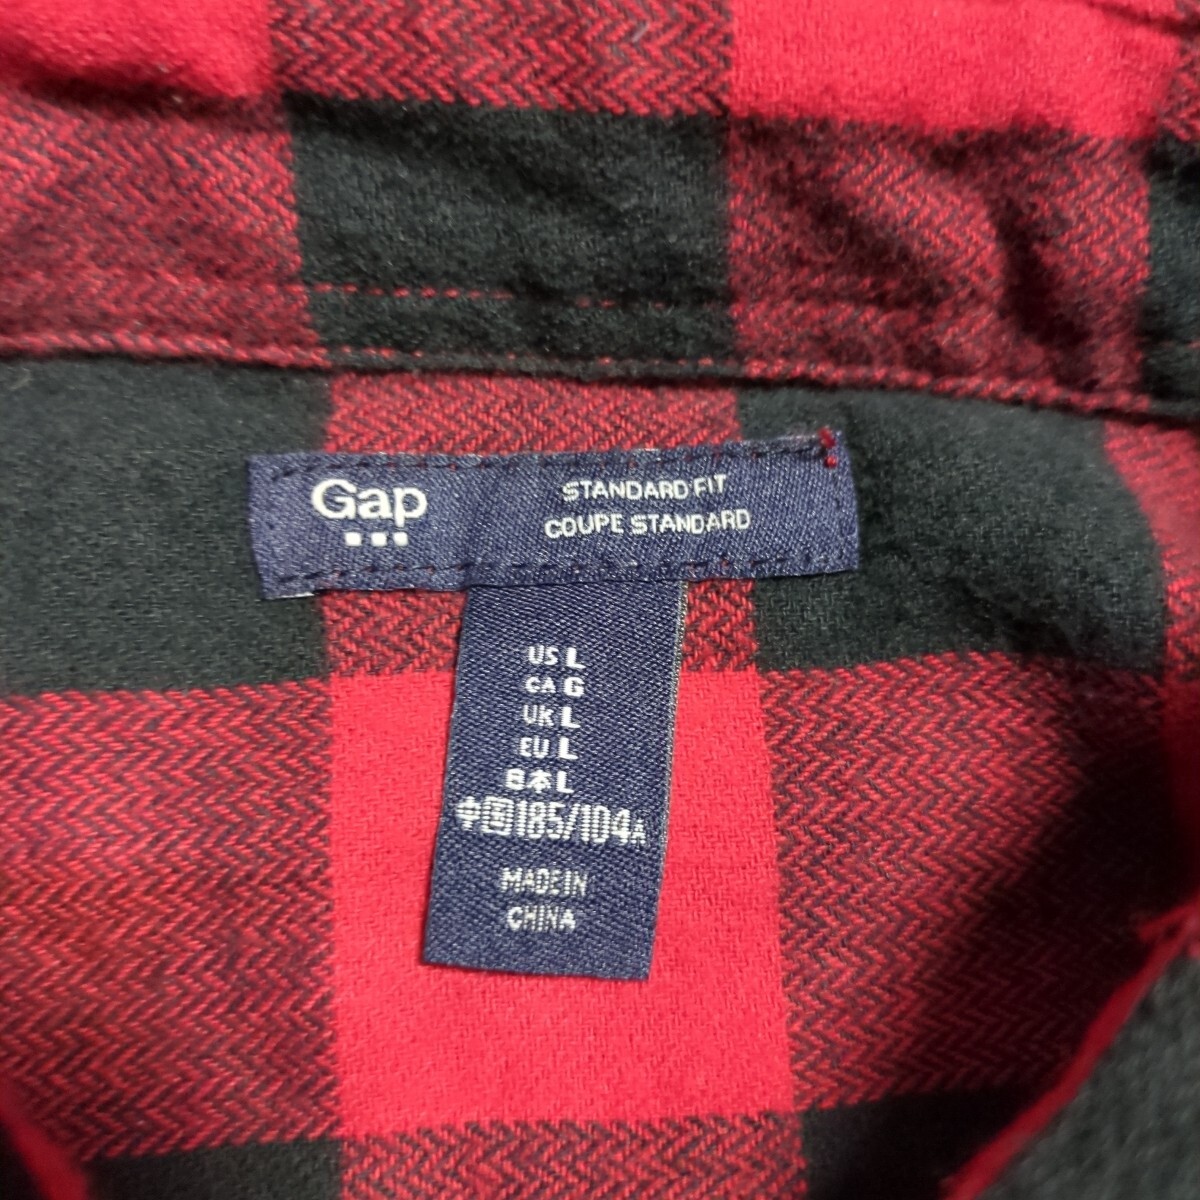 Gap
STANDARD FIT
COUPE STANDARD
US L
CA G
UK L
EU L
日本 L
中国 185/104A
MADE IN
CHINA